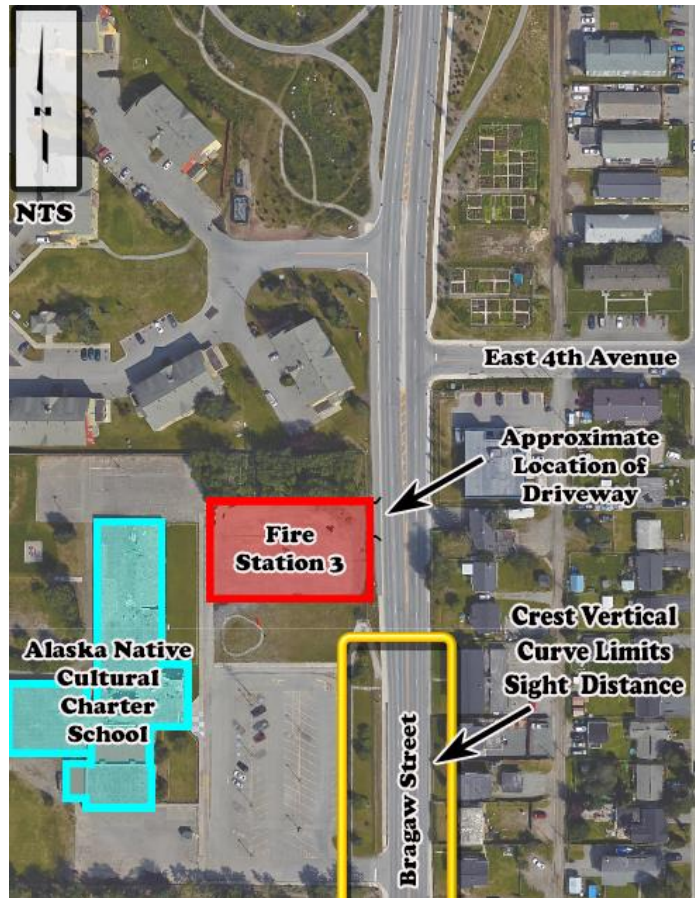 NTS
East 4th Avenue
Approximate
Location of
Driveway
Fire
Station 3
Crest Vertical
Curve Limits
Sight Distance
Alaska Native
Cultural
Charter
School
Bragaw Street